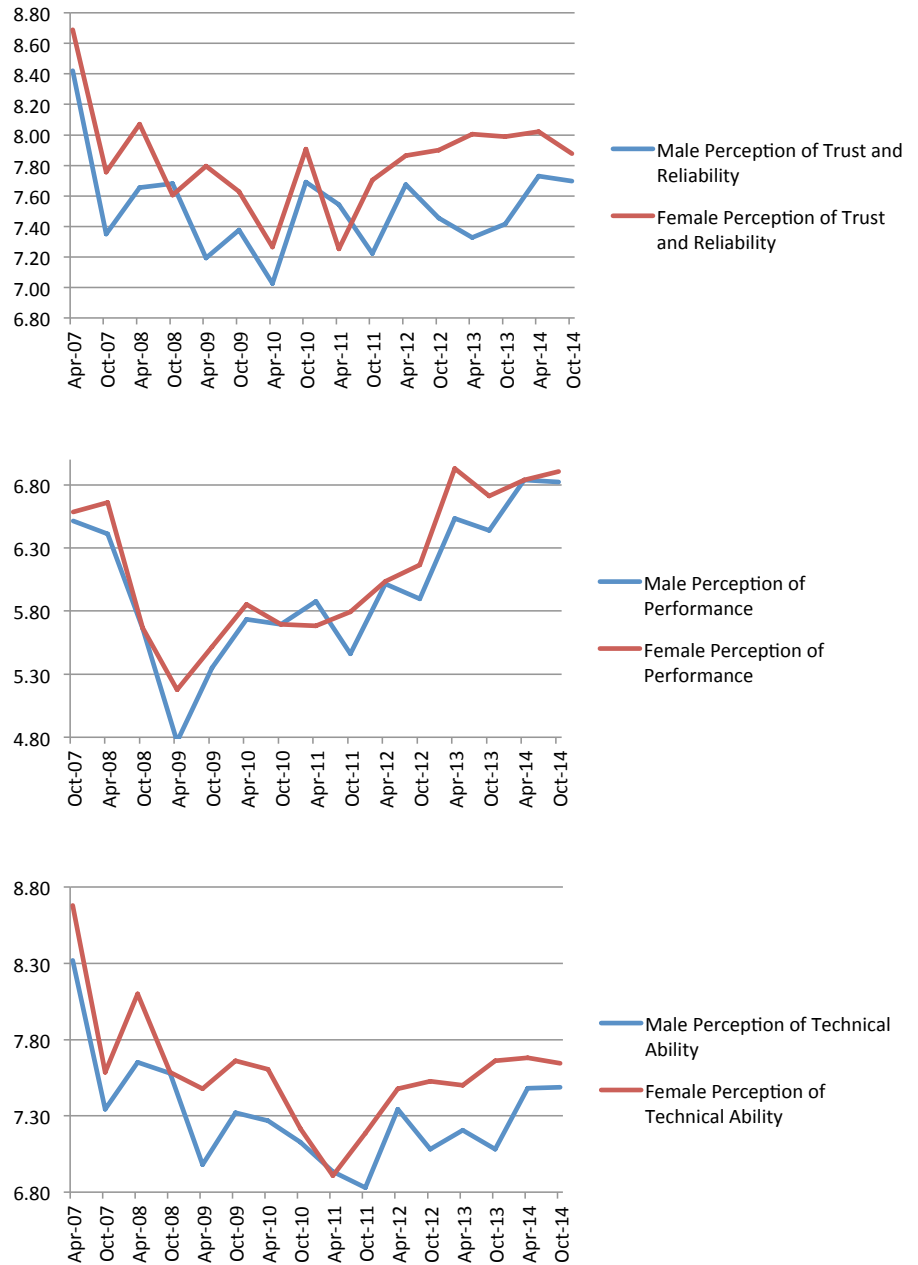 8.80
8.60
8.40
8.20
8.00
7.80
7.60
7.40
7.20
7.00
6.80
Apr-07
Oct-07
Apr-08
Oct-08
Apr-09
Oct-09
Apr-10
Oct-10
Apr-11
Oct-11
Apr-12
Oct-12
Apr-13
Oct-13
Apr-14
Oct-14
Male Perception of Trust and
Reliability
Female Perception of Trust
and Reliability
6.80
6.30
5.80
5.30
4.80
Oct-07
Apr-08
Oct-08
Apr-09
Oct-09
Apr-10
Oct-10
Apr-11
Oct-11
Apr-12
Oct-12
Apr-13
Oct-13
Apr-14
Oct-14
Male Perception of
Performance
Female Perception of
Performance
8.80
8.30
7.80
7.30
6.80
Apr-07
Oct-07
Apr-08
Oct-08
Apr-09
Oct-09
Apr-10
Oct-10
Apr-11
Oct-11
Apr-12
Oct-12
Apr-13
Oct-13
Apr-14
Oct-14
Male Perception of Technical
Ability
Female Perception of
Technical Ability